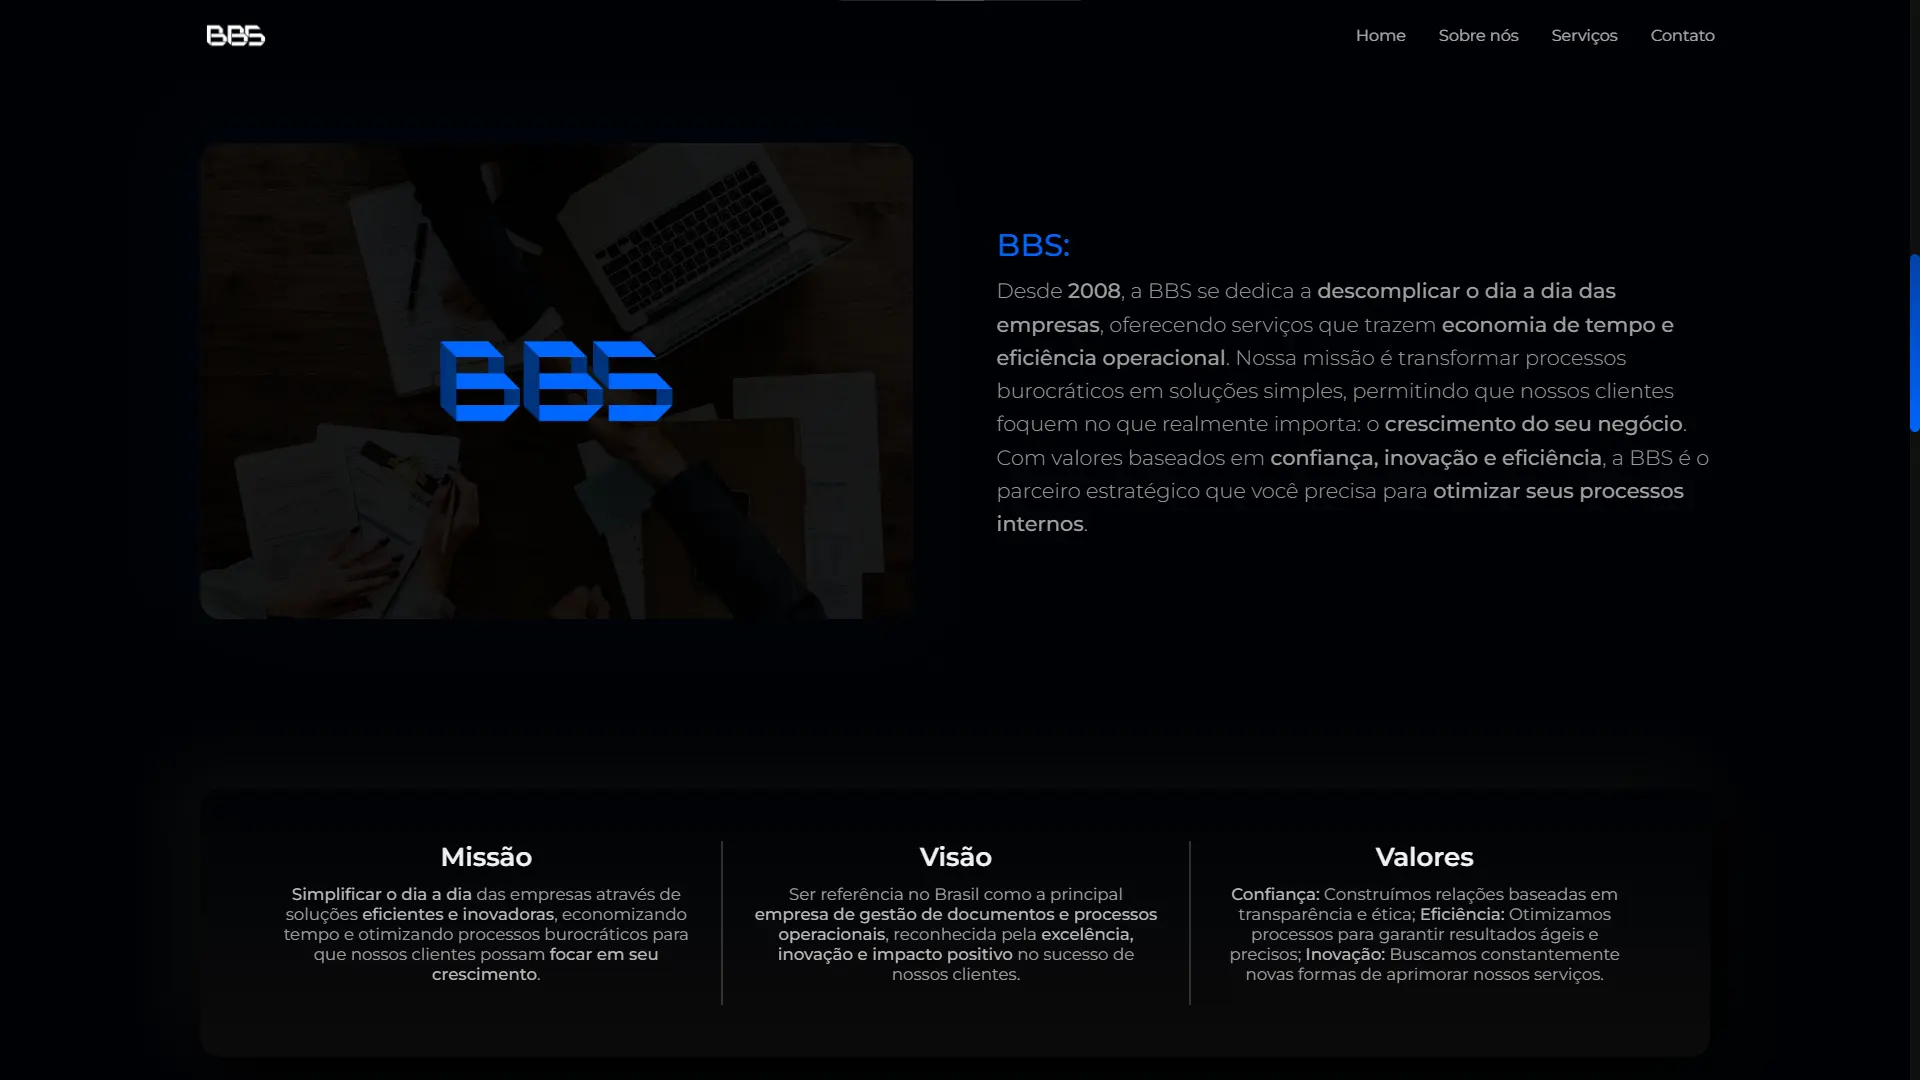 BBS
Home
Sobre nós
Serviços
Contato
BBS
BBS:
Desde 2008, a BBS se dedica a descomplicar o dia a dia das
empresas, oferecendo serviços que trazem economia de tempo e
eficiência operacional. Nossa missão é transformar processos
burocráticos em soluções simples, permitindo que nossos clientes
foquem no que realmente importa: o crescimento do seu negócio.
Com valores baseados em confiança, inovação e eficiência, a BBS é o
parceiro estratégico que você precisa para otimizar seus processos
internos.
Missão
Simplificar o dia a dia das empresas através de
soluções eficientes e inovadoras, economizando
tempo e otimizando processos burocráticos para
que nossos clientes possam focar em seu
crescimento.
Visão
Ser referência no Brasil como a principal
empresa de gestão de documentos e processos
operacionais, reconhecida pela excelência,
inovação e impacto positivo no sucesso de
nossos clientes.
Valores
Confiança: Construímos relações baseadas em
transparência e ética; Eficiência: Otimizamos
processos para garantir resultados ágeis e
precisos; Inovação: Buscamos constantemente
novas formas de aprimorar nossos serviços.